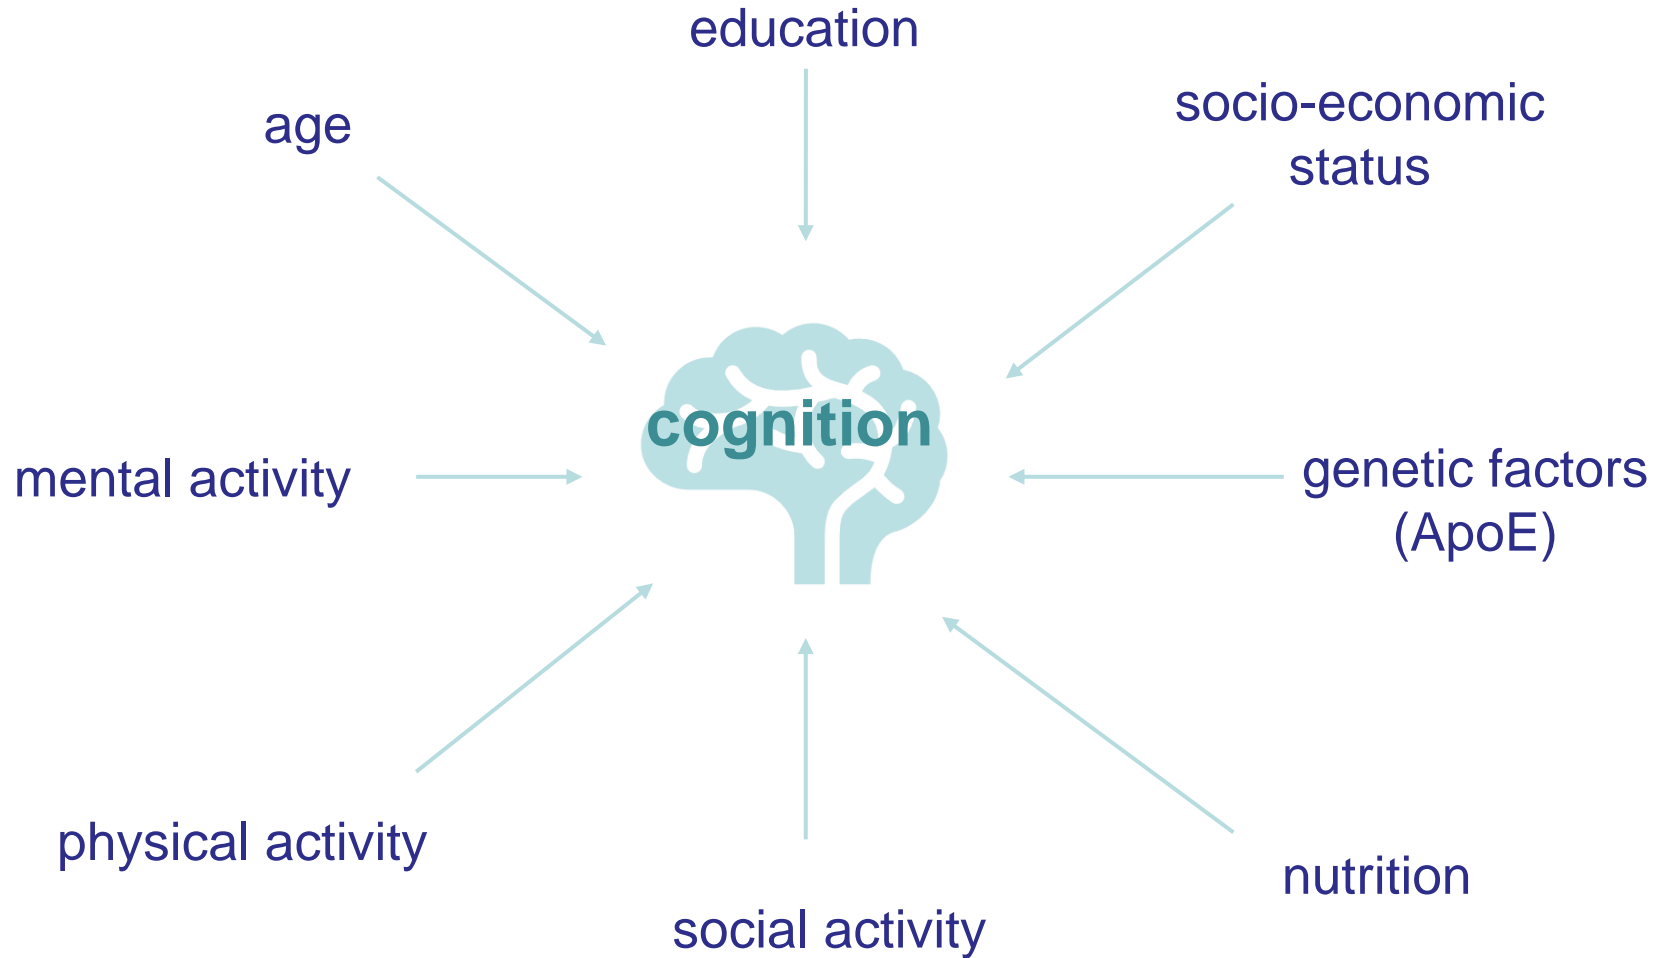 education
socio-economic
status
age
cognition
mental activity
genetic factors
(ApoE)
physical activity
nutrition
social activity